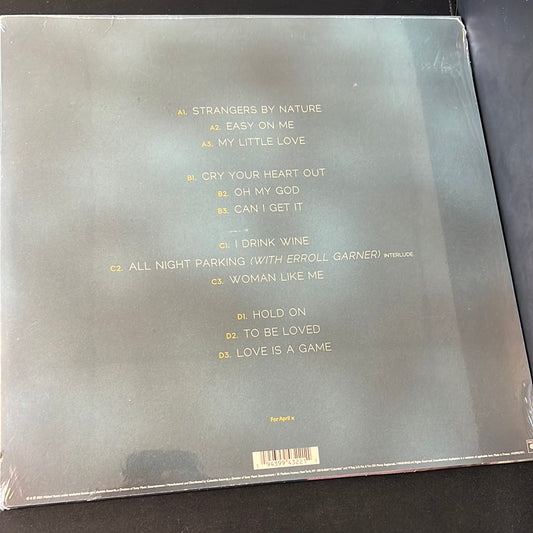 A1. STRANGERS BY NATURE
A2. EASY ON ME
A3. MY LITTLE LOVE
B1. CRY YOUR HEART OUT
B2. OH MY GOD
B3. CAN I GET IT
C1. I DRINK WINE
C2. ALL NIGHT PARKING (WITH ERROLL GARNER) INTERLUDE
C3. WOMAN LIKE ME
D1. HOLD ON
D2. TO BE LOVED
D3. LOVE IS A GAME
For April x